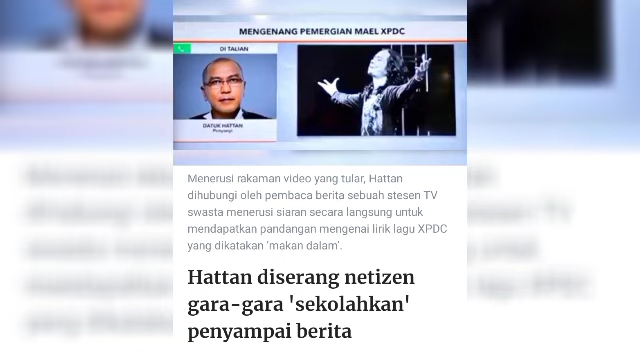 MENGENANG PEMERGIAN MAEL XPDC
DI TALIAN
DATUK HATTAN
Penyanyi
Menerusi rakaman video yang tular, Hattan
dihubungi oleh pembaca berita sebuah stesen TV
swasta menerusi siaran secara langsung untuk
mendapatkan pandangan mengenai lirik lagu XPDC
yang dikatakan 'makan dalam'.
Hattan diserang netizen
gara-gara 'sekolahkan'
penyampai berita